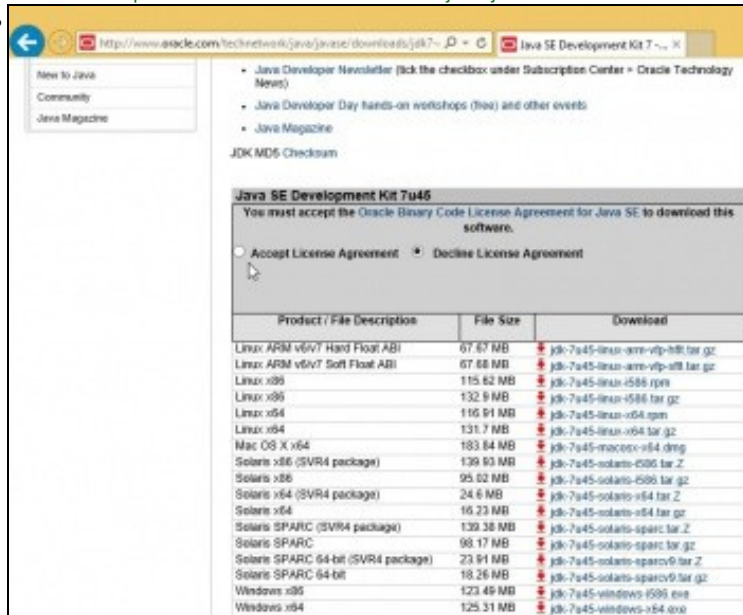 http://www.oracle.com/technetwork/java/javase/downloads/jdk7-
Java SE Development Kit 7 -...
New to Java
Community
Java Magazine
Java Developer Newsletter (tick the checkbox under Subscription Center > Oracle Technology
News)
Java Developer Day hands-on workshops (free) and other events
Java Magazine
JDK MD5 Checksum
Java SE Development Kit 7u45
You must accept the Oracle Binary Code License Agreement for Java SE to download this
software.
Accept License Agreement Decline License Agreement
Product / File Description File Size Download
Linux ARM v6/v7 Hard Float ABI 67.67 MB jdk-7u45-linux-arm-vfp-hflt.tar.gz
Linux ARM v6/v7 Soft Float ABI 67.68 MB jdk-7u45-linux-arm-vfp-sflt.tar.gz
Linux x86 115.62 MB jdk-7u45-linux-i586.rpm
Linux x86 132.9 MB jdk-7u45-linux-i586.tar.gz
Linux x64 116.91 MB jdk-7u45-linux-x64.rpm
Linux x64 131.7 MB jdk-7u45-linux-x64.tar.gz
Mac OS X x64 183.84 MB jdk-7u45-macosx-x64.dmg
Solaris x86 (SVR4 package) 139.93 MB jdk-7u45-solaris-i586.tar.Z
Solaris x86 95.02 MB jdk-7u45-solaris-i586.tar.gz
Solaris x64 (SVR4 package) 24.6 MB jdk-7u45-solaris-x64.tar.Z
Solaris x64 16.23 MB jdk-7u45-solaris-x64.tar.gz
Solaris SPARC (SVR4 package) 139.38 MB jdk-7u45-solaris-sparc.tar.Z
Solaris SPARC 98.17 MB jdk-7u45-solaris-sparc.tar.gz
Solaris SPARC 64-bit (SVR4 package) 23.91 MB jdk-7u45-solaris-sparcv9.tar.Z
Solaris SPARC 64-bit 18.26 MB jdk-7u45-solaris-sparcv9.tar.gz
Windows x86 123.49 MB jdk-7u45-windows-i586.exe
Windows x64 125.31 MB jdk-7u45-windows-x64.exe